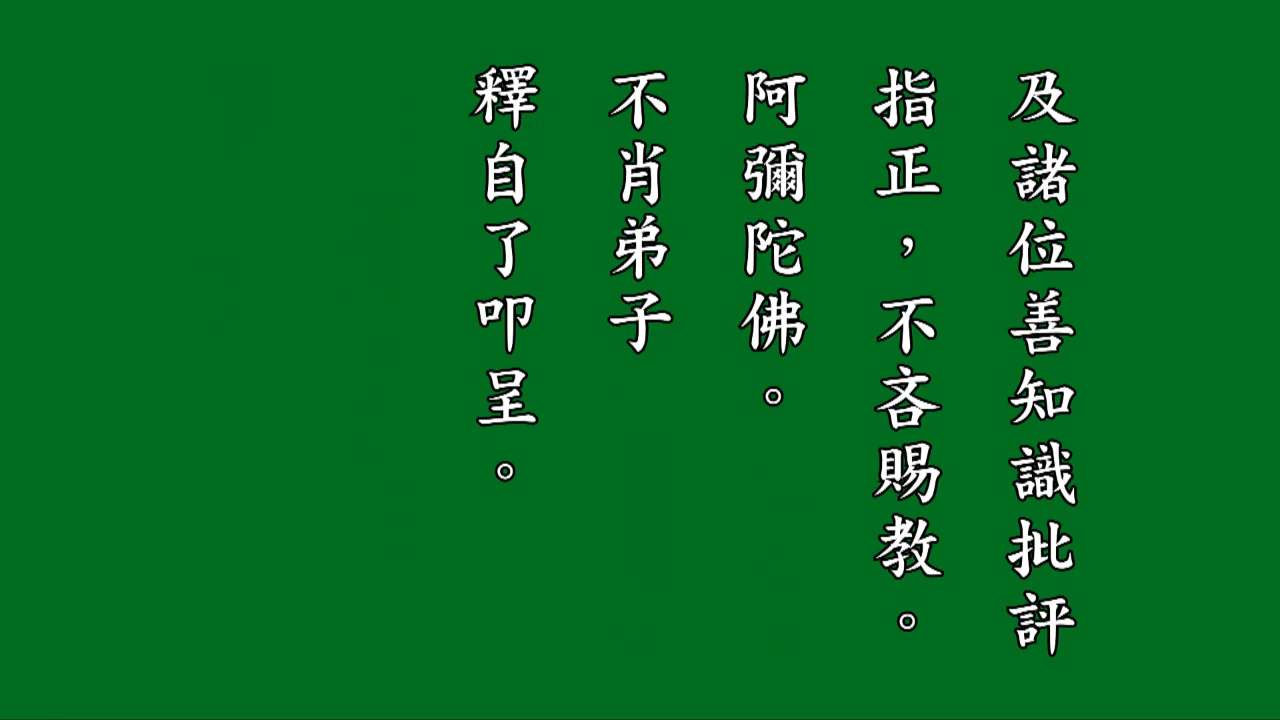 及諸位善知識批評
指正，不吝賜教。
阿彌陀佛。
不肖弟子
釋自了叩呈。